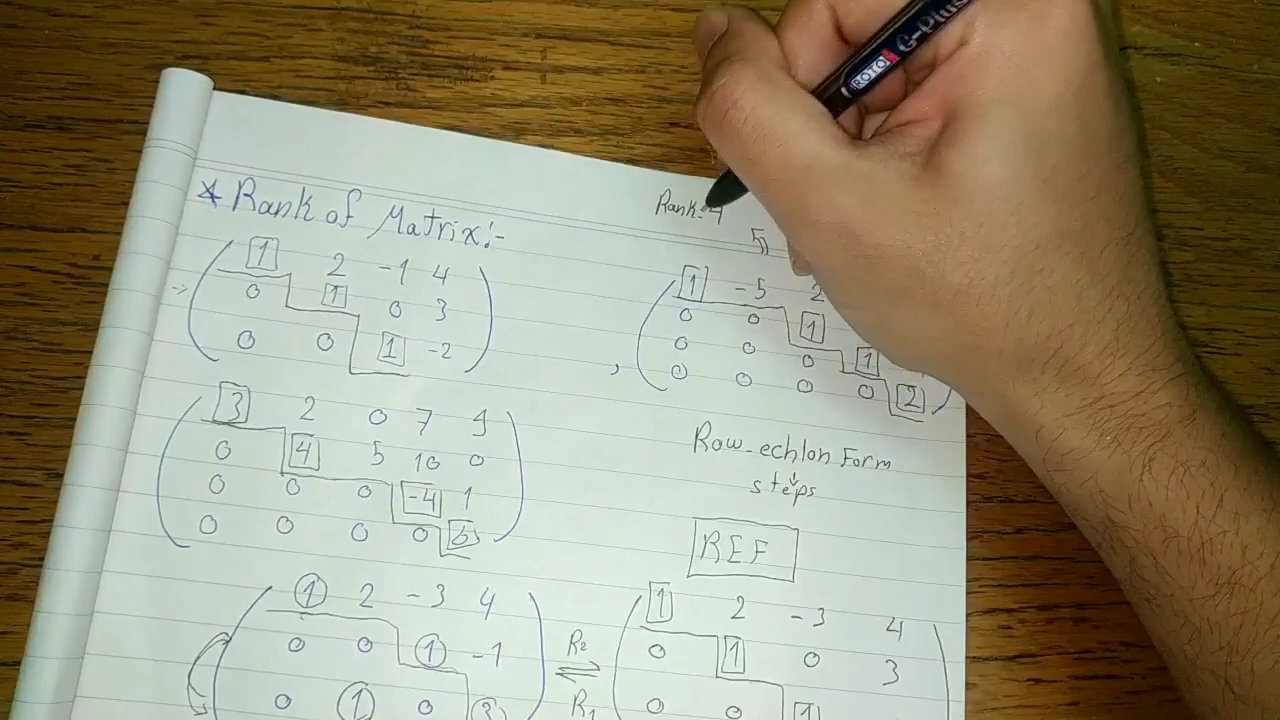 ROTO G-Plus
* Rank of Matrix:-
Rank=4
5
1 2 -1 4
0 1 0 3
0 0 1 -2
,
1 -5 2
0 0 1
0 0 0 1
0 0 0 0 2
3 2 0 7 9
0 4 5 10 0
0 0 0 -4 1
0 0 0 0 6
Row-echlon Form
steps
REF
1 2 -3 4
0 0 1 -1
0 1 0
R2
R1
1 2 -3 4
0 1 0 3
0 0 1